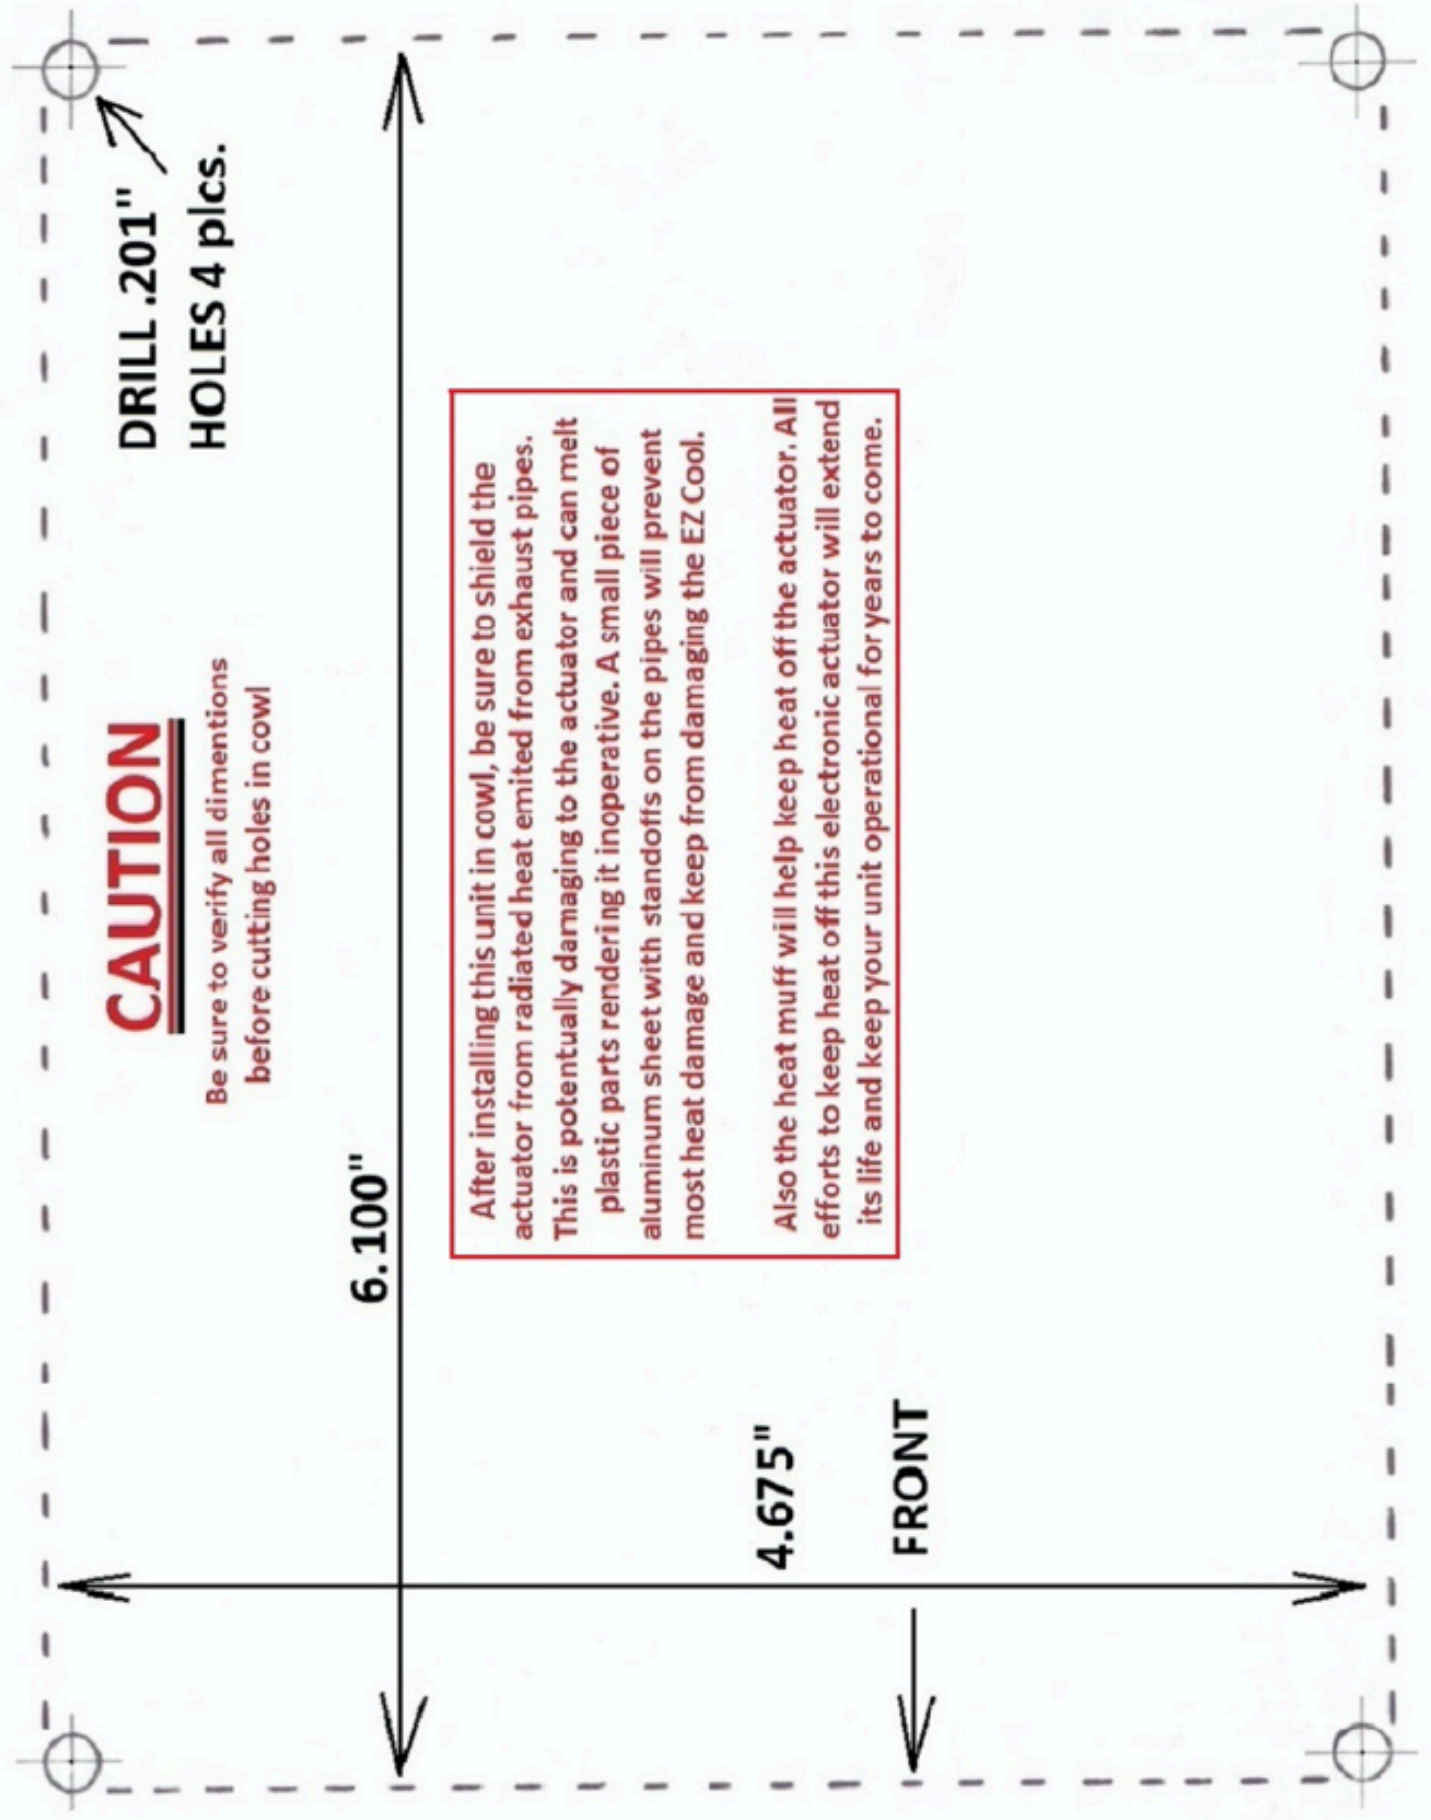 DRILL .201"
HOLES 4 plcs.
CAUTION
Be sure to verify all dimentions
before cutting holes in cowl
6.100"
After installing this unit in cowl, be sure to shield the
actuator from radiated heat emited from exhaust pipes.
This is potentually damaging to the actuator and can melt
plastic parts rendering it inoperative. A small piece of
aluminum sheet with standoffs on the pipes will prevent
most heat damage and keep from damaging the EZ Cool.
Also the heat muff will help keep heat off the actuator. All
efforts to keep heat off this electronic actuator will extend
its life and keep your unit operational for years to come.
4.675"
FRONT